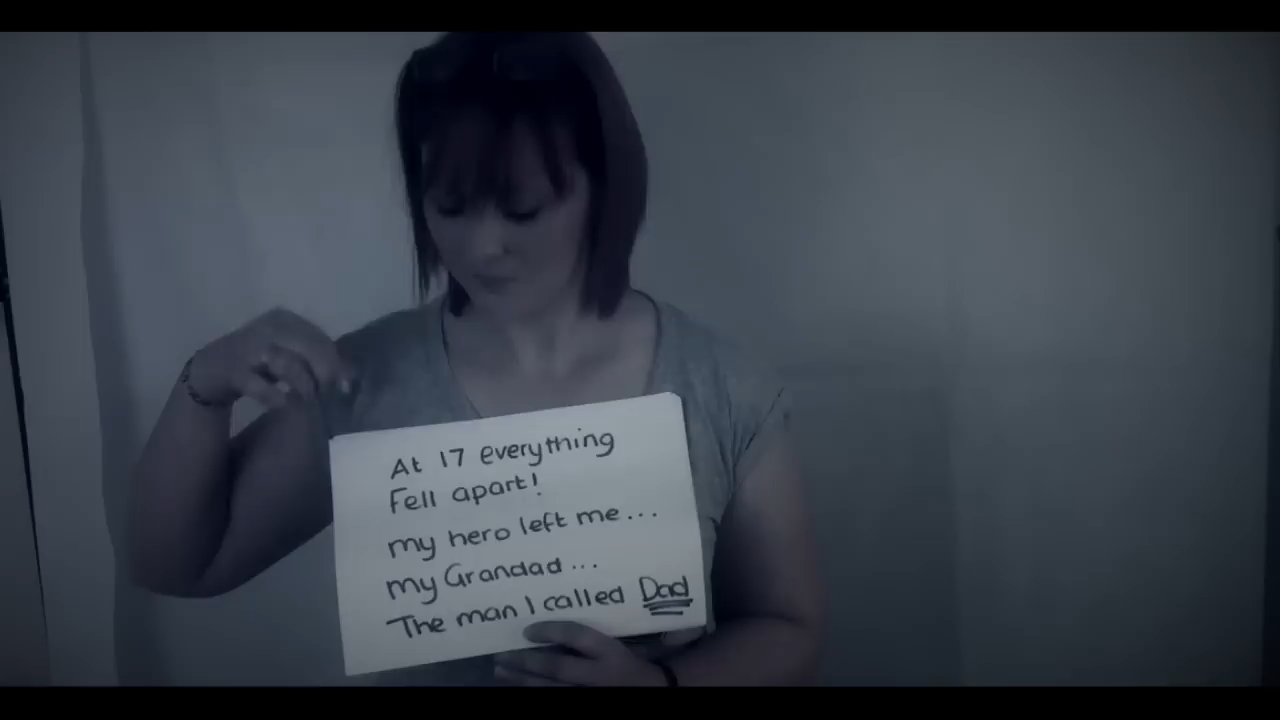 At 17 everything
Fell apart!
my hero left me...
my Grandad...
The man I called Dad